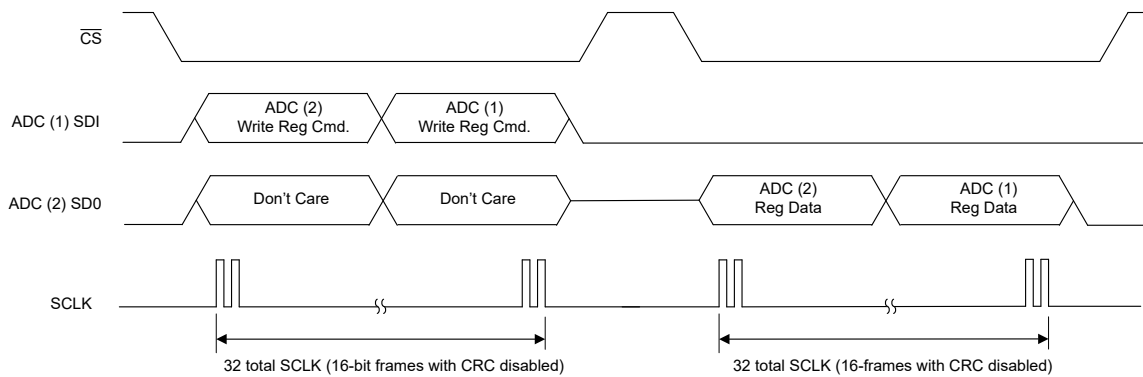 CS
ADC (1) SDI
ADC (2)
Write Reg Cmd.
ADC (1)
Write Reg Cmd.
ADC (2) SD0
Don't Care
Don't Care
ADC (2)
Reg Data
ADC (1)
Reg Data
SCLK
32 total SCLK (16-bit frames with CRC disabled)
32 total SCLK (16-frames with CRC disabled)